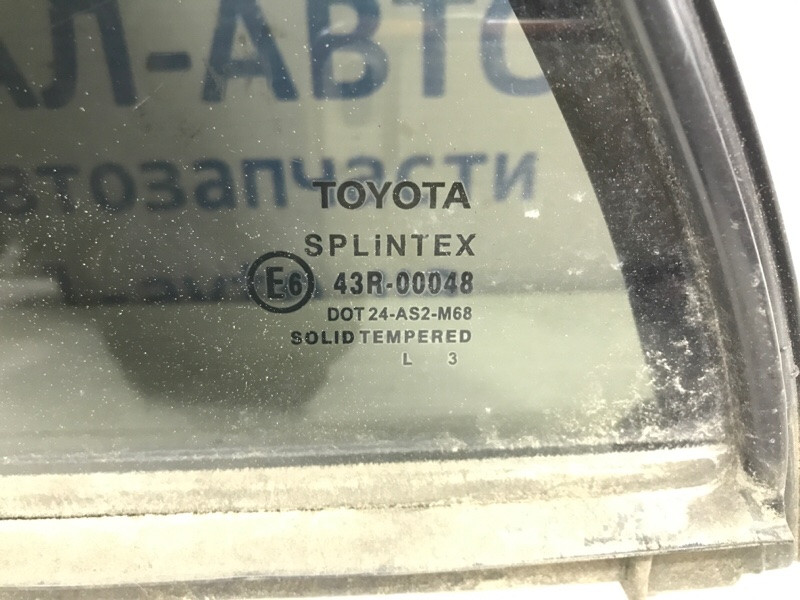 АЛ-АВТО
автозапчасти
TOYOTA
SPLiNTEX
E6 43R-00048
DOT 24-AS2-M68
SOLID TEMPERED
L 3